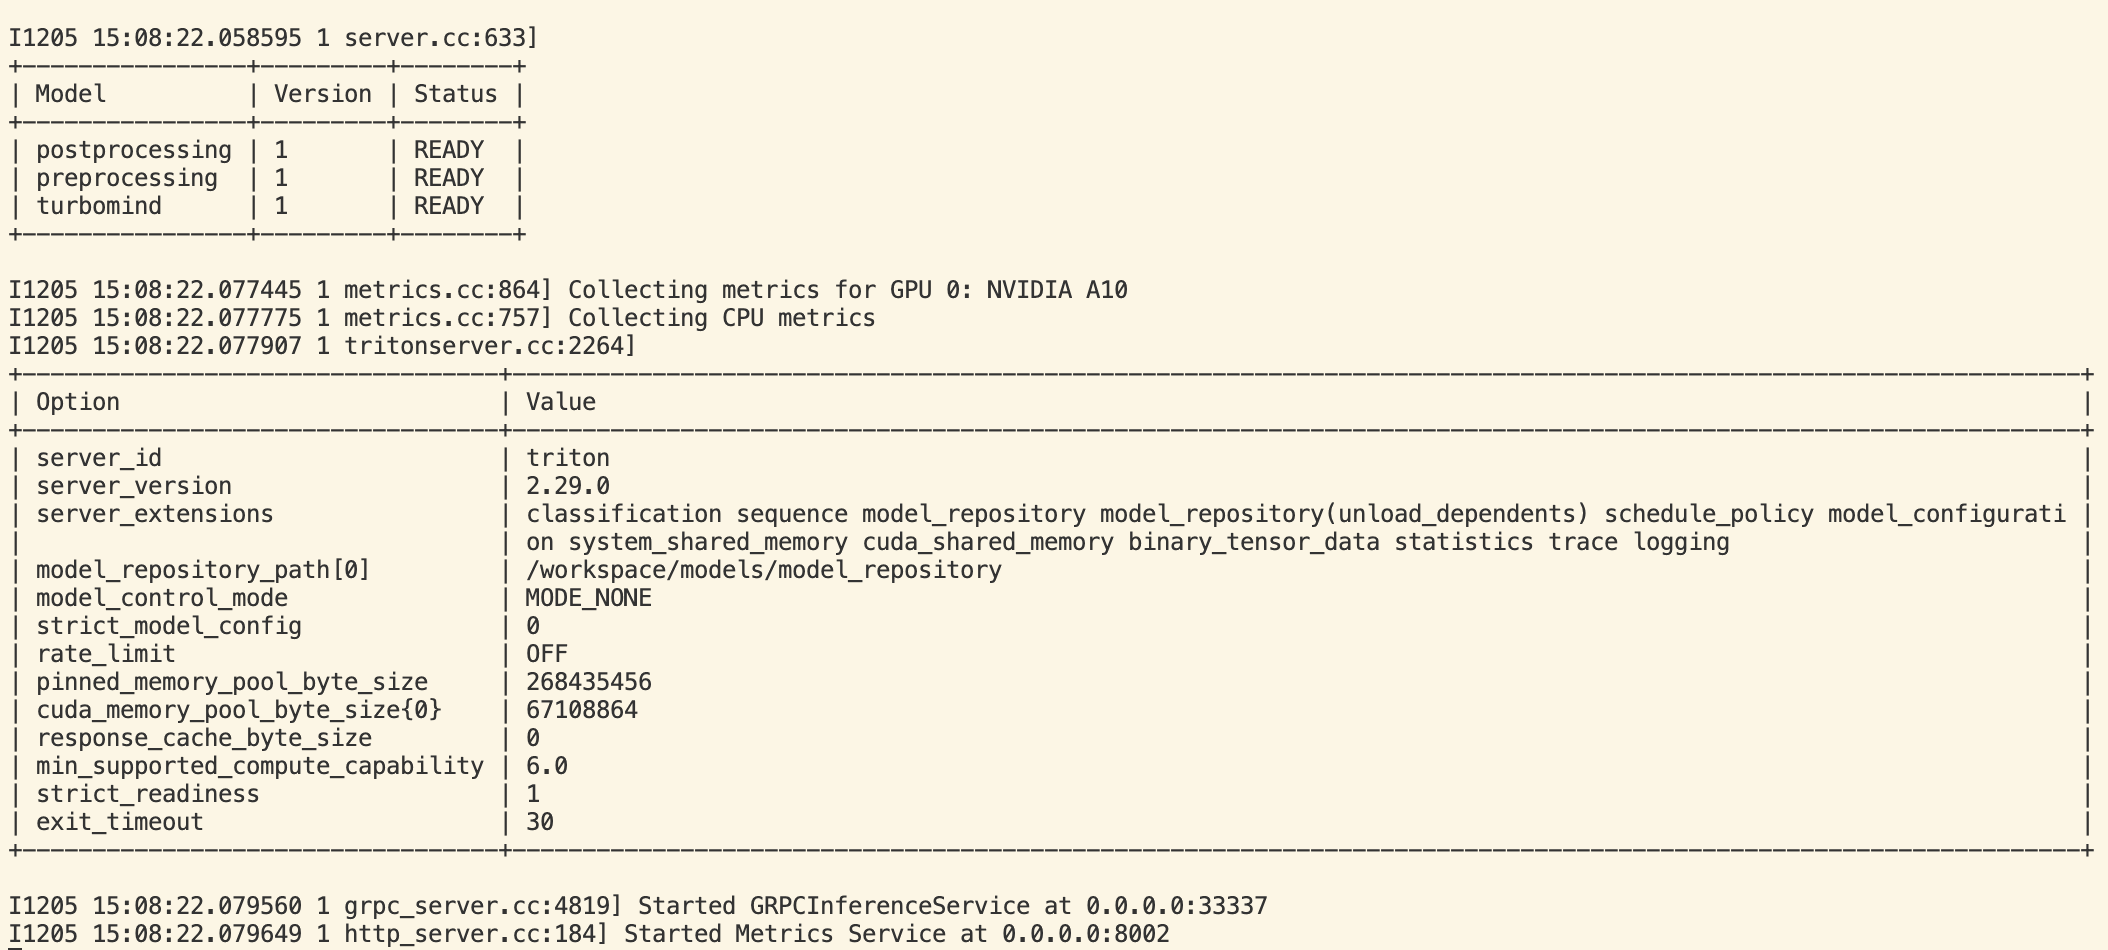 I1205 15:08:22.058595 1 server.cc:633]
+-----------------+---------+--------+
| Model           | Version | Status |
+-----------------+---------+--------+
| postprocessing  | 1       | READY  |
| preprocessing   | 1       | READY  |
| turbomind       | 1       | READY  |
+-----------------+---------+--------+
I1205 15:08:22.077445 1 metrics.cc:864] Collecting metrics for GPU 0: NVIDIA A10
I1205 15:08:22.077775 1 metrics.cc:757] Collecting CPU metrics
I1205 15:08:22.077907 1 tritonserver.cc:2264]
+----------------------------------+----------------------------------+
| Option                           | Value |
+----------------------------------+----------------------------------+
| server_id                        | triton |
| server_version                   | 2.29.0 |
| server_extensions                | classification sequence model_repository model_repository(unload_dependents) schedule_policy model_configurati |
|                                  | on system_shared_memory cuda_shared_memory binary_tensor_data statistics trace logging |
| model_repository_path[0]         | /workspace/models/model_repository |
| model_control_mode               | MODE_NONE |
| strict_model_config              | 0 |
| rate_limit                       | OFF |
| pinned_memory_pool_byte_size     | 268435456 |
| cuda_memory_pool_byte_size{0}    | 67108864 |
| response_cache_byte_size         | 0 |
| min_supported_compute_capability | 6.0 |
| strict_readiness                 | 1 |
| exit_timeout                     | 30 |
+----------------------------------+----------------------------------+
I1205 15:08:22.079560 1 grpc_server.cc:4819] Started GRPCInferenceService at 0.0.0.0:33337
I1205 15:08:22.079649 1 http_server.cc:184] Started Metrics Service at 0.0.0.0:8002